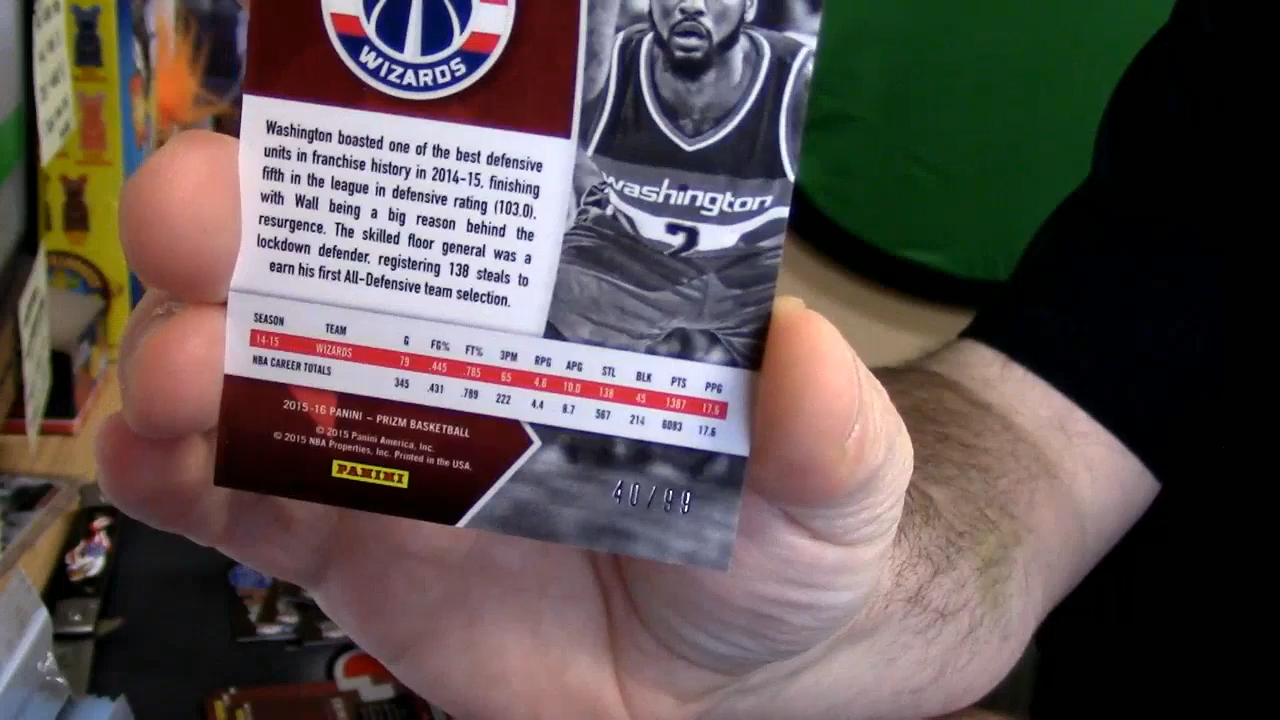 WIZARDS
Washington boasted one of the best defensive
units in franchise history in 2014-15, finishing
fifth in the league in defensive rating (103.0),
with Wall being a big reason behind the
resurgence. The skilled floor general was a
lockdown defender, registering 138 steals to
earn his first All-Defensive team selection.
washington
2
SEASON TEAM G FG% FT% 3PM RPG APG STL BLK PTS PPG
14-15 WIZARDS 79 .445 .785 65 4.6 10.0 138 45 1387 17.6
NBA CAREER TOTALS 345 .431 .789 222 4.4 8.7 567 214 6083 17.6
2015-16 PANINI – PRIZM BASKETBALL
© 2015 Panini America, Inc.
© 2015 NBA Properties, Inc. Printed in the USA.
PANINI
40/99